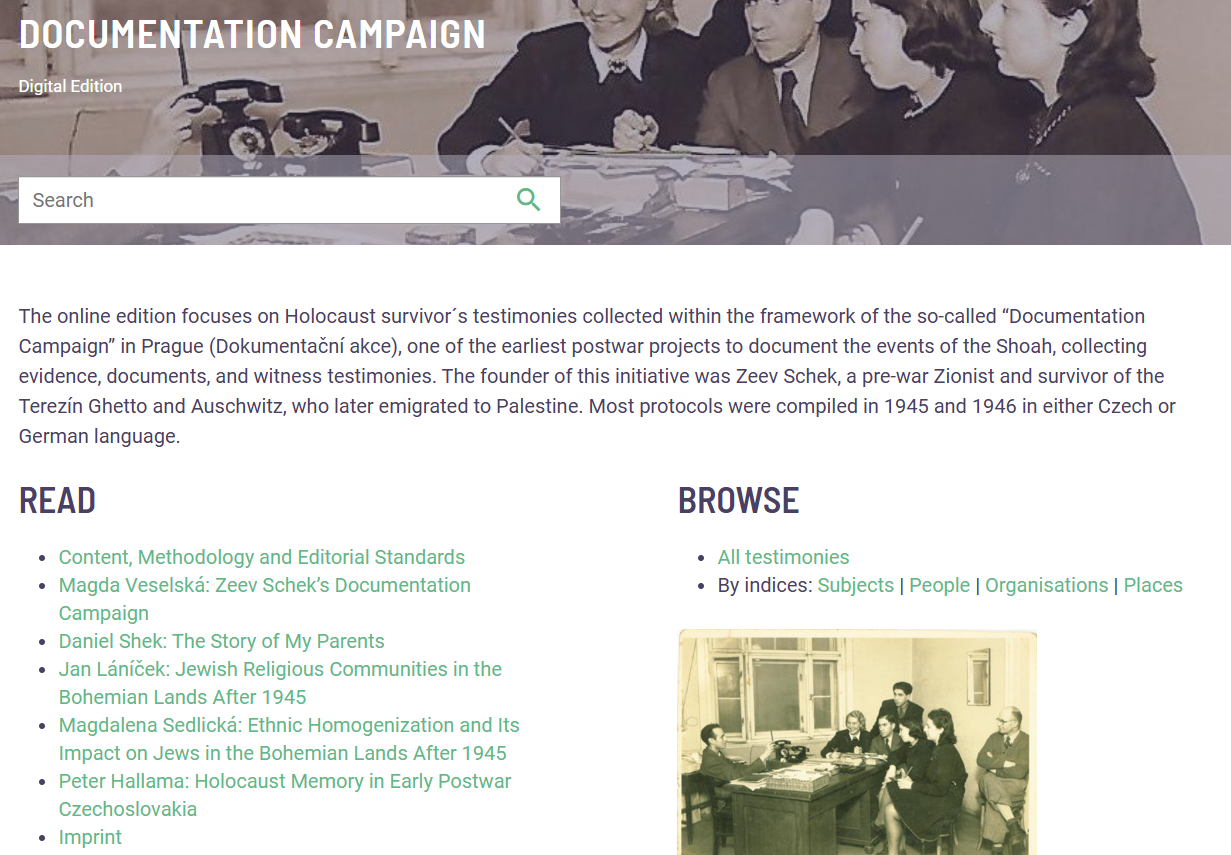 DOCUMENTATION CAMPAIGN
Digital Edition
Search
The online edition focuses on Holocaust survivor´s testimonies collected within the framework of the so-called “Documentation
Campaign” in Prague (Dokumentační akce), one of the earliest postwar projects to document the events of the Shoah, collecting
evidence, documents, and witness testimonies. The founder of this initiative was Zeev Schek, a pre-war Zionist and survivor of the
Terezín Ghetto and Auschwitz, who later emigrated to Palestine. Most protocols were compiled in 1945 and 1946 in either Czech or
German language.
READ
Content, Methodology and Editorial Standards
Magda Veselská: Zeev Schek’s Documentation
Campaign
Daniel Shek: The Story of My Parents
Jan Láníček: Jewish Religious Communities in the
Bohemian Lands After 1945
Magdalena Sedlická: Ethnic Homogenization and Its
Impact on Jews in the Bohemian Lands After 1945
Peter Hallama: Holocaust Memory in Early Postwar
Czechoslovakia
Imprint
BROWSE
All testimonies
By indices: Subjects | People | Organisations | Places